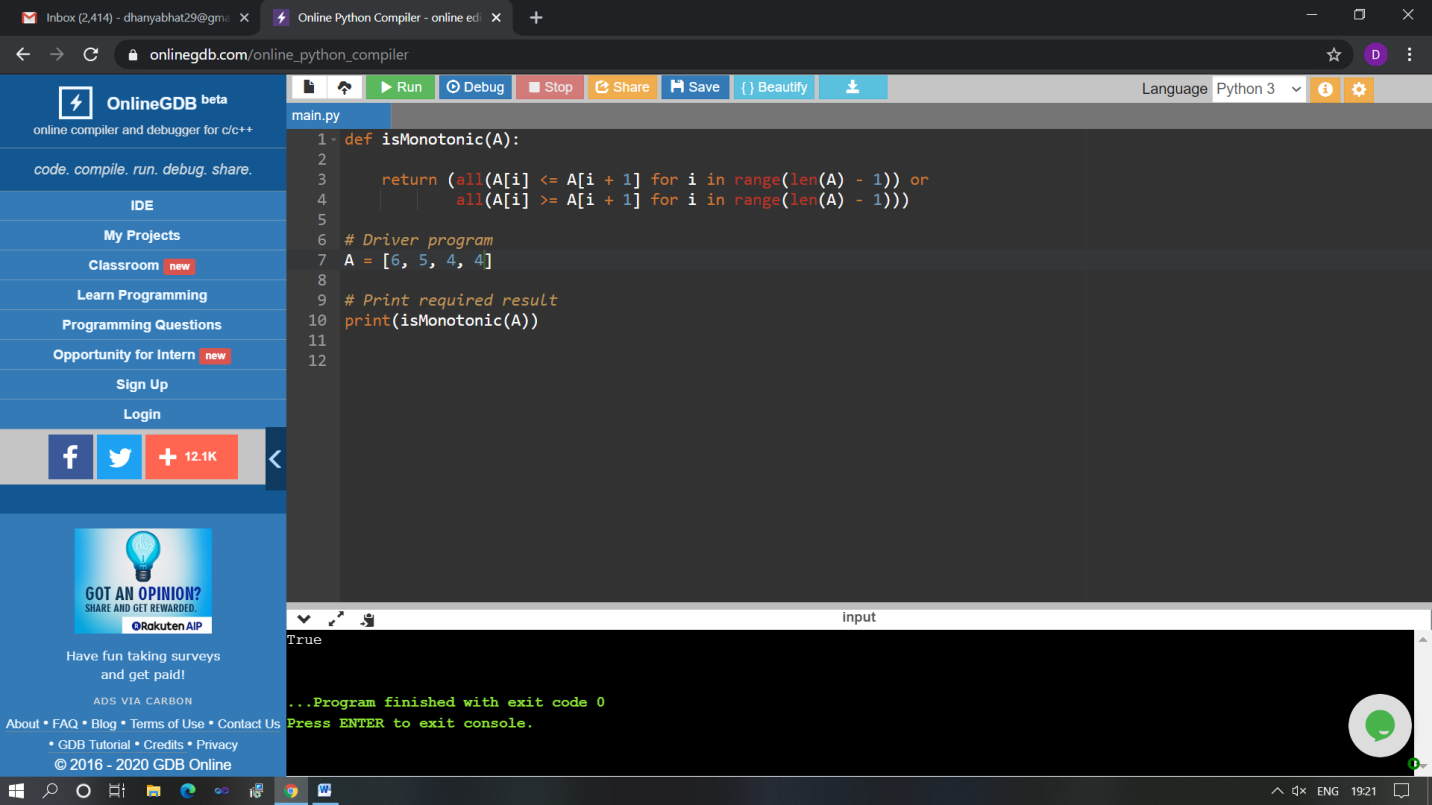 Inbox (2,414) - dhanyabhat29@gma
Online Python Compiler - online edi
onlinegdb.com/online_python_compiler
D
OnlineGDB beta
online compiler and debugger for c/c++
code. compile. run. debug. share.
IDE
My Projects
Classroom new
Learn Programming
Programming Questions
Opportunity for Intern new
Sign Up
Login
12.1K
GOT AN OPINION?
SHARE AND GET REWARDED.
Rakuten AIP
Have fun taking surveys
and get paid!
ADS VIA CARBON
About • FAQ • Blog • Terms of Use • Contact Us
• GDB Tutorial • Credits • Privacy
© 2016 - 2020 GDB Online
Run Debug Stop Share Save { } Beautify
Language Python 3
main.py
1 def isMonotonic(A):
2
3     return (all(A[i] <= A[i + 1] for i in range(len(A) - 1)) or
4             all(A[i] >= A[i + 1] for i in range(len(A) - 1)))
5
6 # Driver program
7 A = [6, 5, 4, 4]
8
9 # Print required result
10 print(isMonotonic(A))
11
12
input
True
...Program finished with exit code 0
Press ENTER to exit console.
ENG 19:21